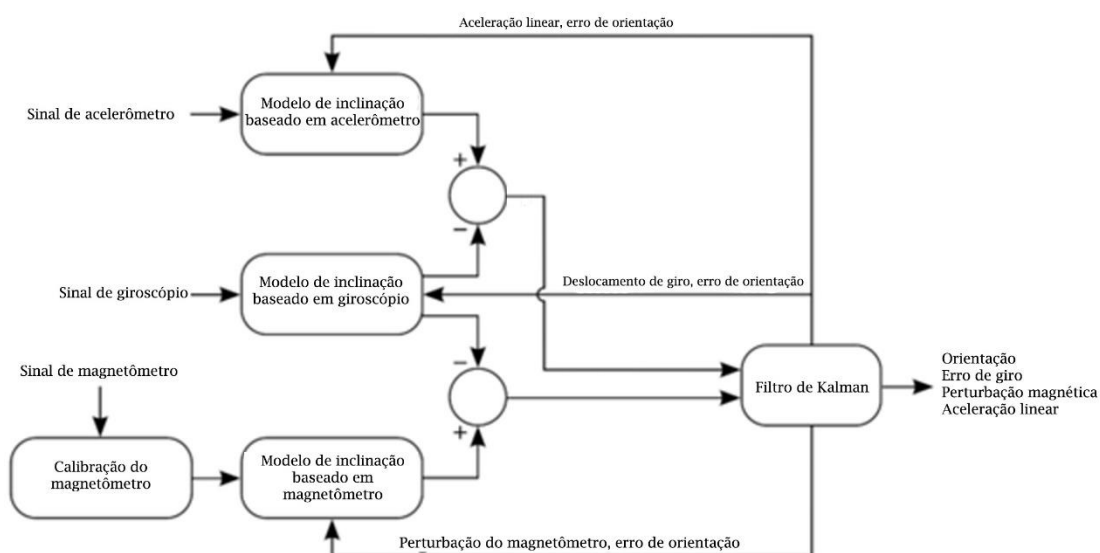 Aceleração linear, erro de orientação
Sinal de acelerômetro
Modelo de inclinação
baseado em acelerômetro
+
−
Sinal de giroscópio
Modelo de inclinação
baseado em giroscópio
Deslocamento de giro, erro de orientação
Sinal de magnetômetro
−
+
Filtro de Kalman
Orientação
Erro de giro
Perturbação magnética
Aceleração linear
Calibração do
magnetômetro
Modelo de inclinação
baseado em
magnetômetro
Perturbação do magnetômetro, erro de orientação